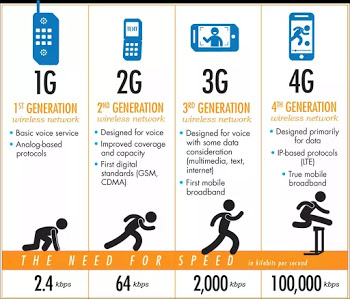 1G
1ST GENERATION
wireless network
• Basic voice service
• Analog-based
protocols
2G
2ND GENERATION
wireless network
• Designed for voice
• Improved coverage
and capacity
• First digital
standards (GSM,
CDMA)
3G
3RD GENERATION
wireless network
• Designed for voice
with some data
consideration
(multimedia, text,
internet)
• First mobile
broadband
4G
4TH GENERATION
wireless network
• Designed primarily
for data
• IP-based protocols
(LTE)
• True mobile
broadband
THE NEED FOR SPEED in kilobits per second
2.4 kbps
64 kbps
2,000 kbps
100,000 kbps